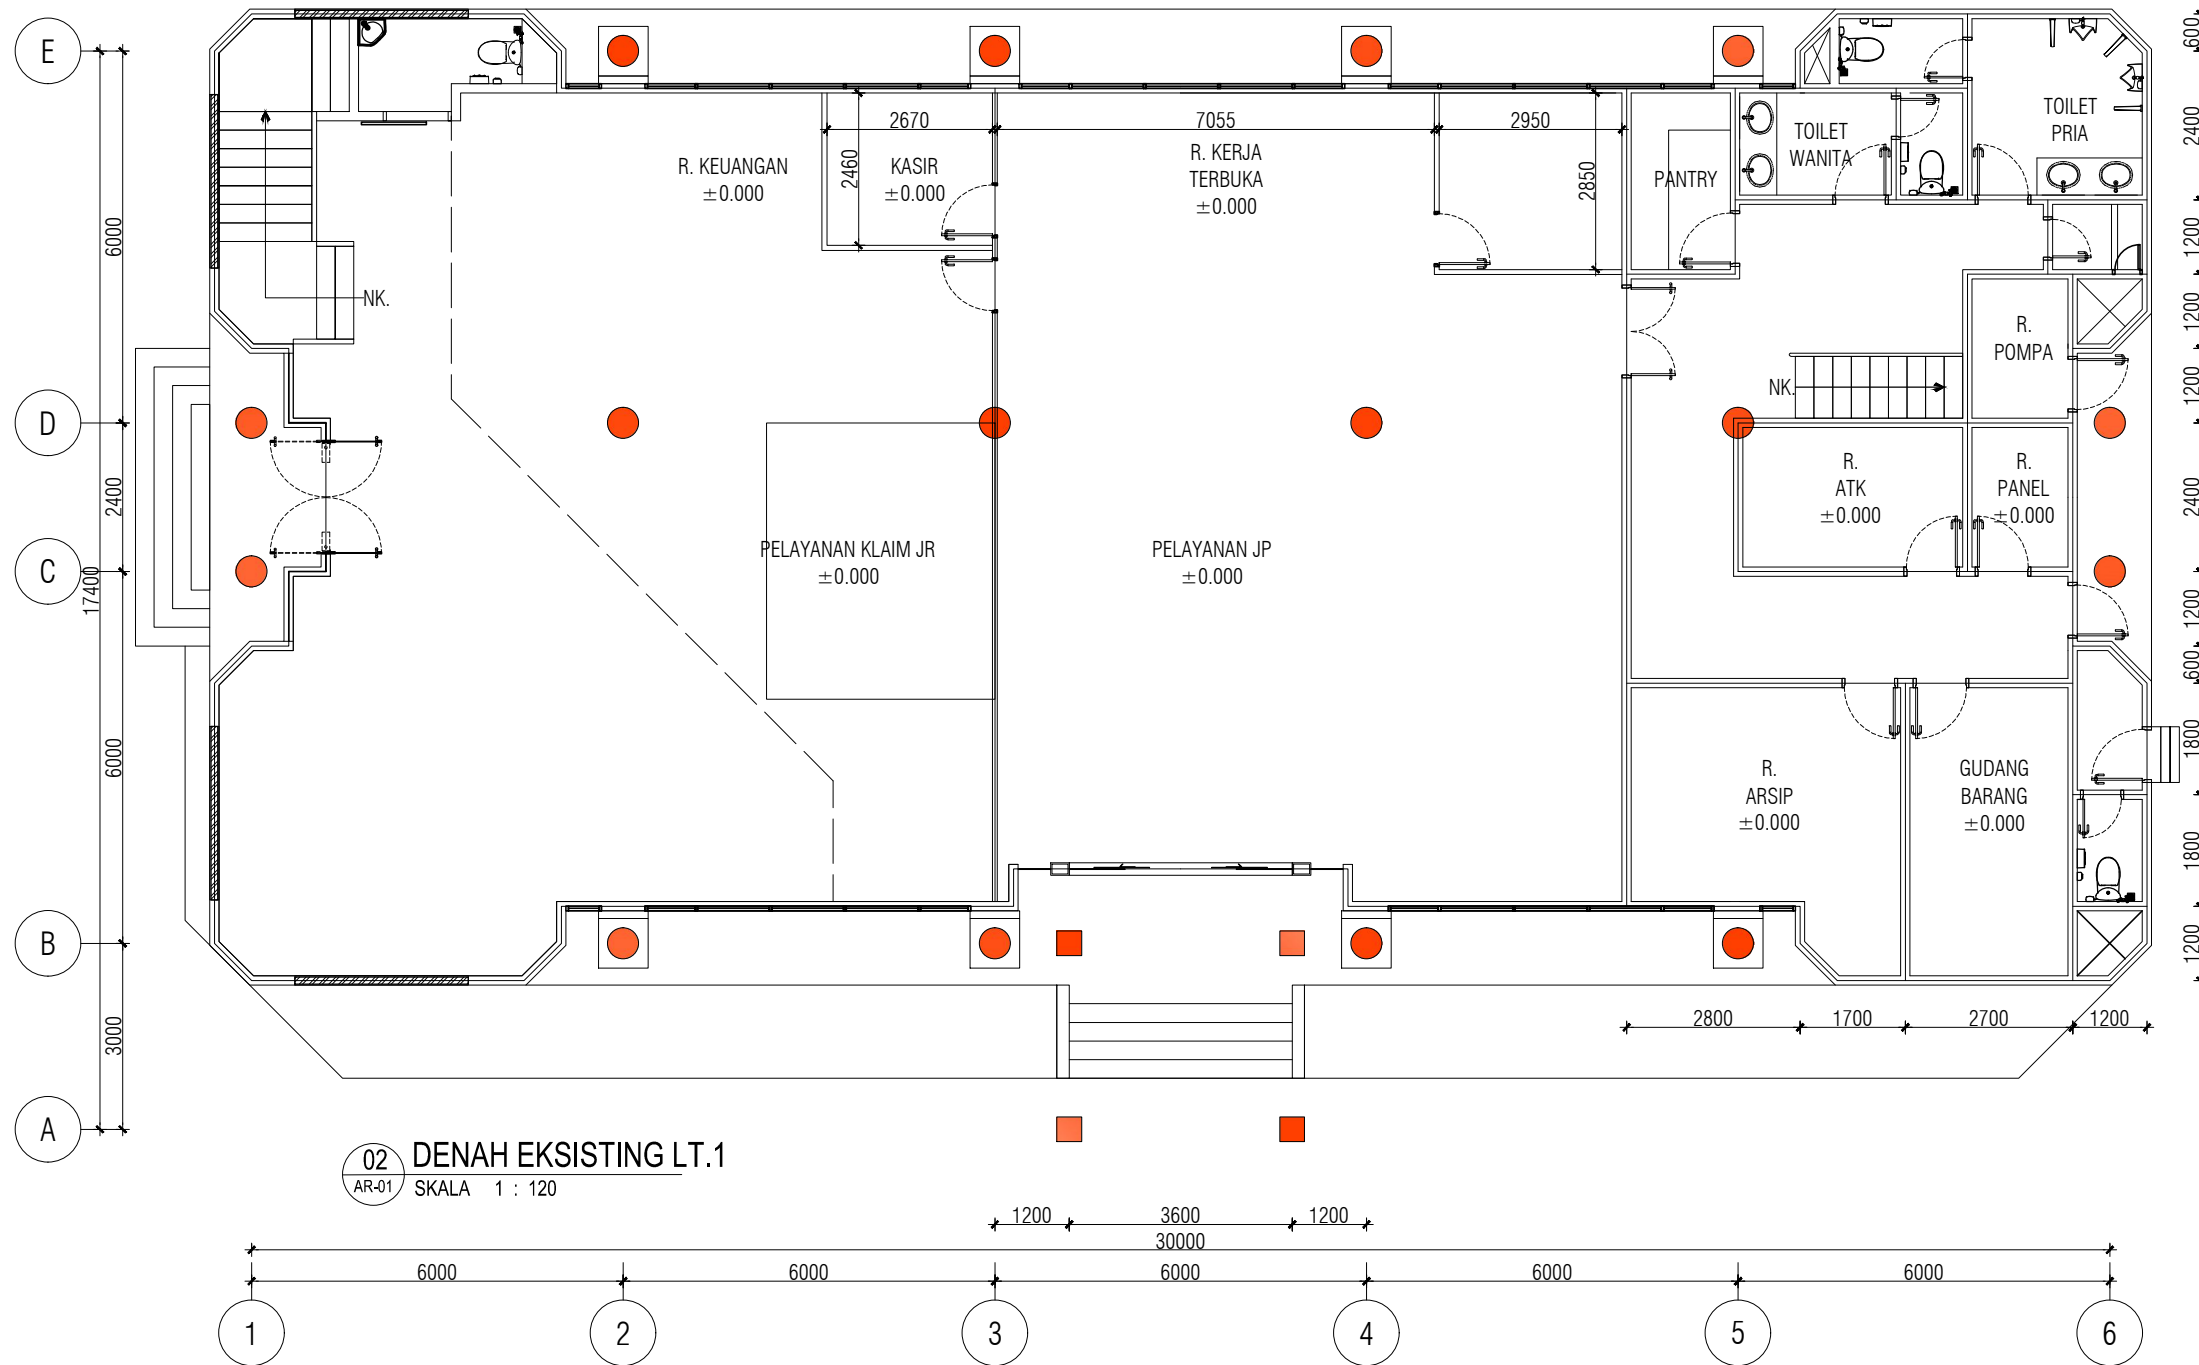 E
D
C
B
A
6000
2400
6000
3000
17400
2670
7055
2950
2460
2850
R. KEUANGAN
±0.000
KASIR
±0.000
R. KERJA
TERBUKA
±0.000
PANTRY
TOILET
WANITA
TOILET
PRIA
NK.
R.
POMPA
NK.
R.
ATK
±0.000
R.
PANEL
±0.000
PELAYANAN KLAIM JR
±0.000
PELAYANAN JP
±0.000
R.
ARSIP
±0.000
GUDANG
BARANG
±0.000
600
2400
1200
1200
1200
2400
1200
600
1800
1800
1200
2800
1700
2700
1200
02
AR-01
DENAH EKSISTING LT.1
SKALA 1 : 120
1200
3600
1200
30000
6000
6000
6000
6000
6000
1
2
3
4
5
6